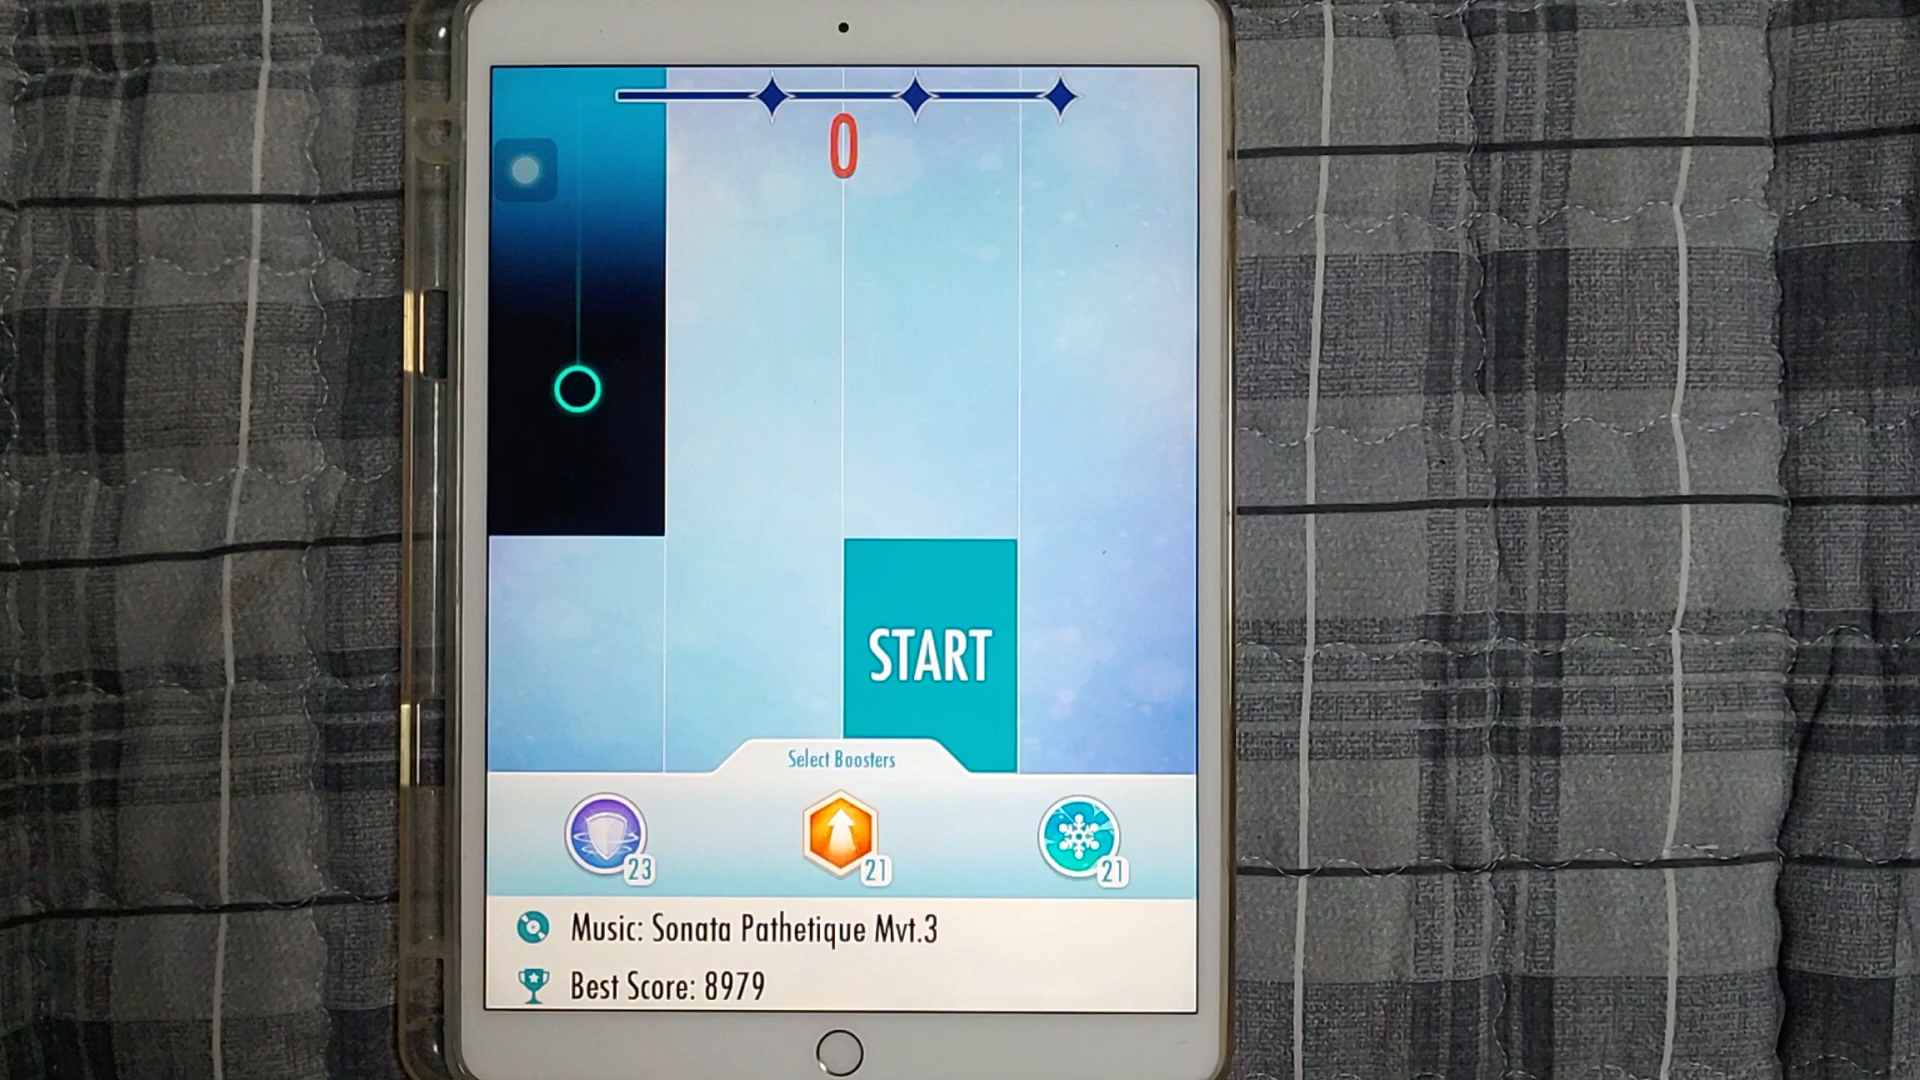 0
START
Select Boosters
23
21
21
Music: Sonata Pathetique Mvt.3
Best Score: 8979